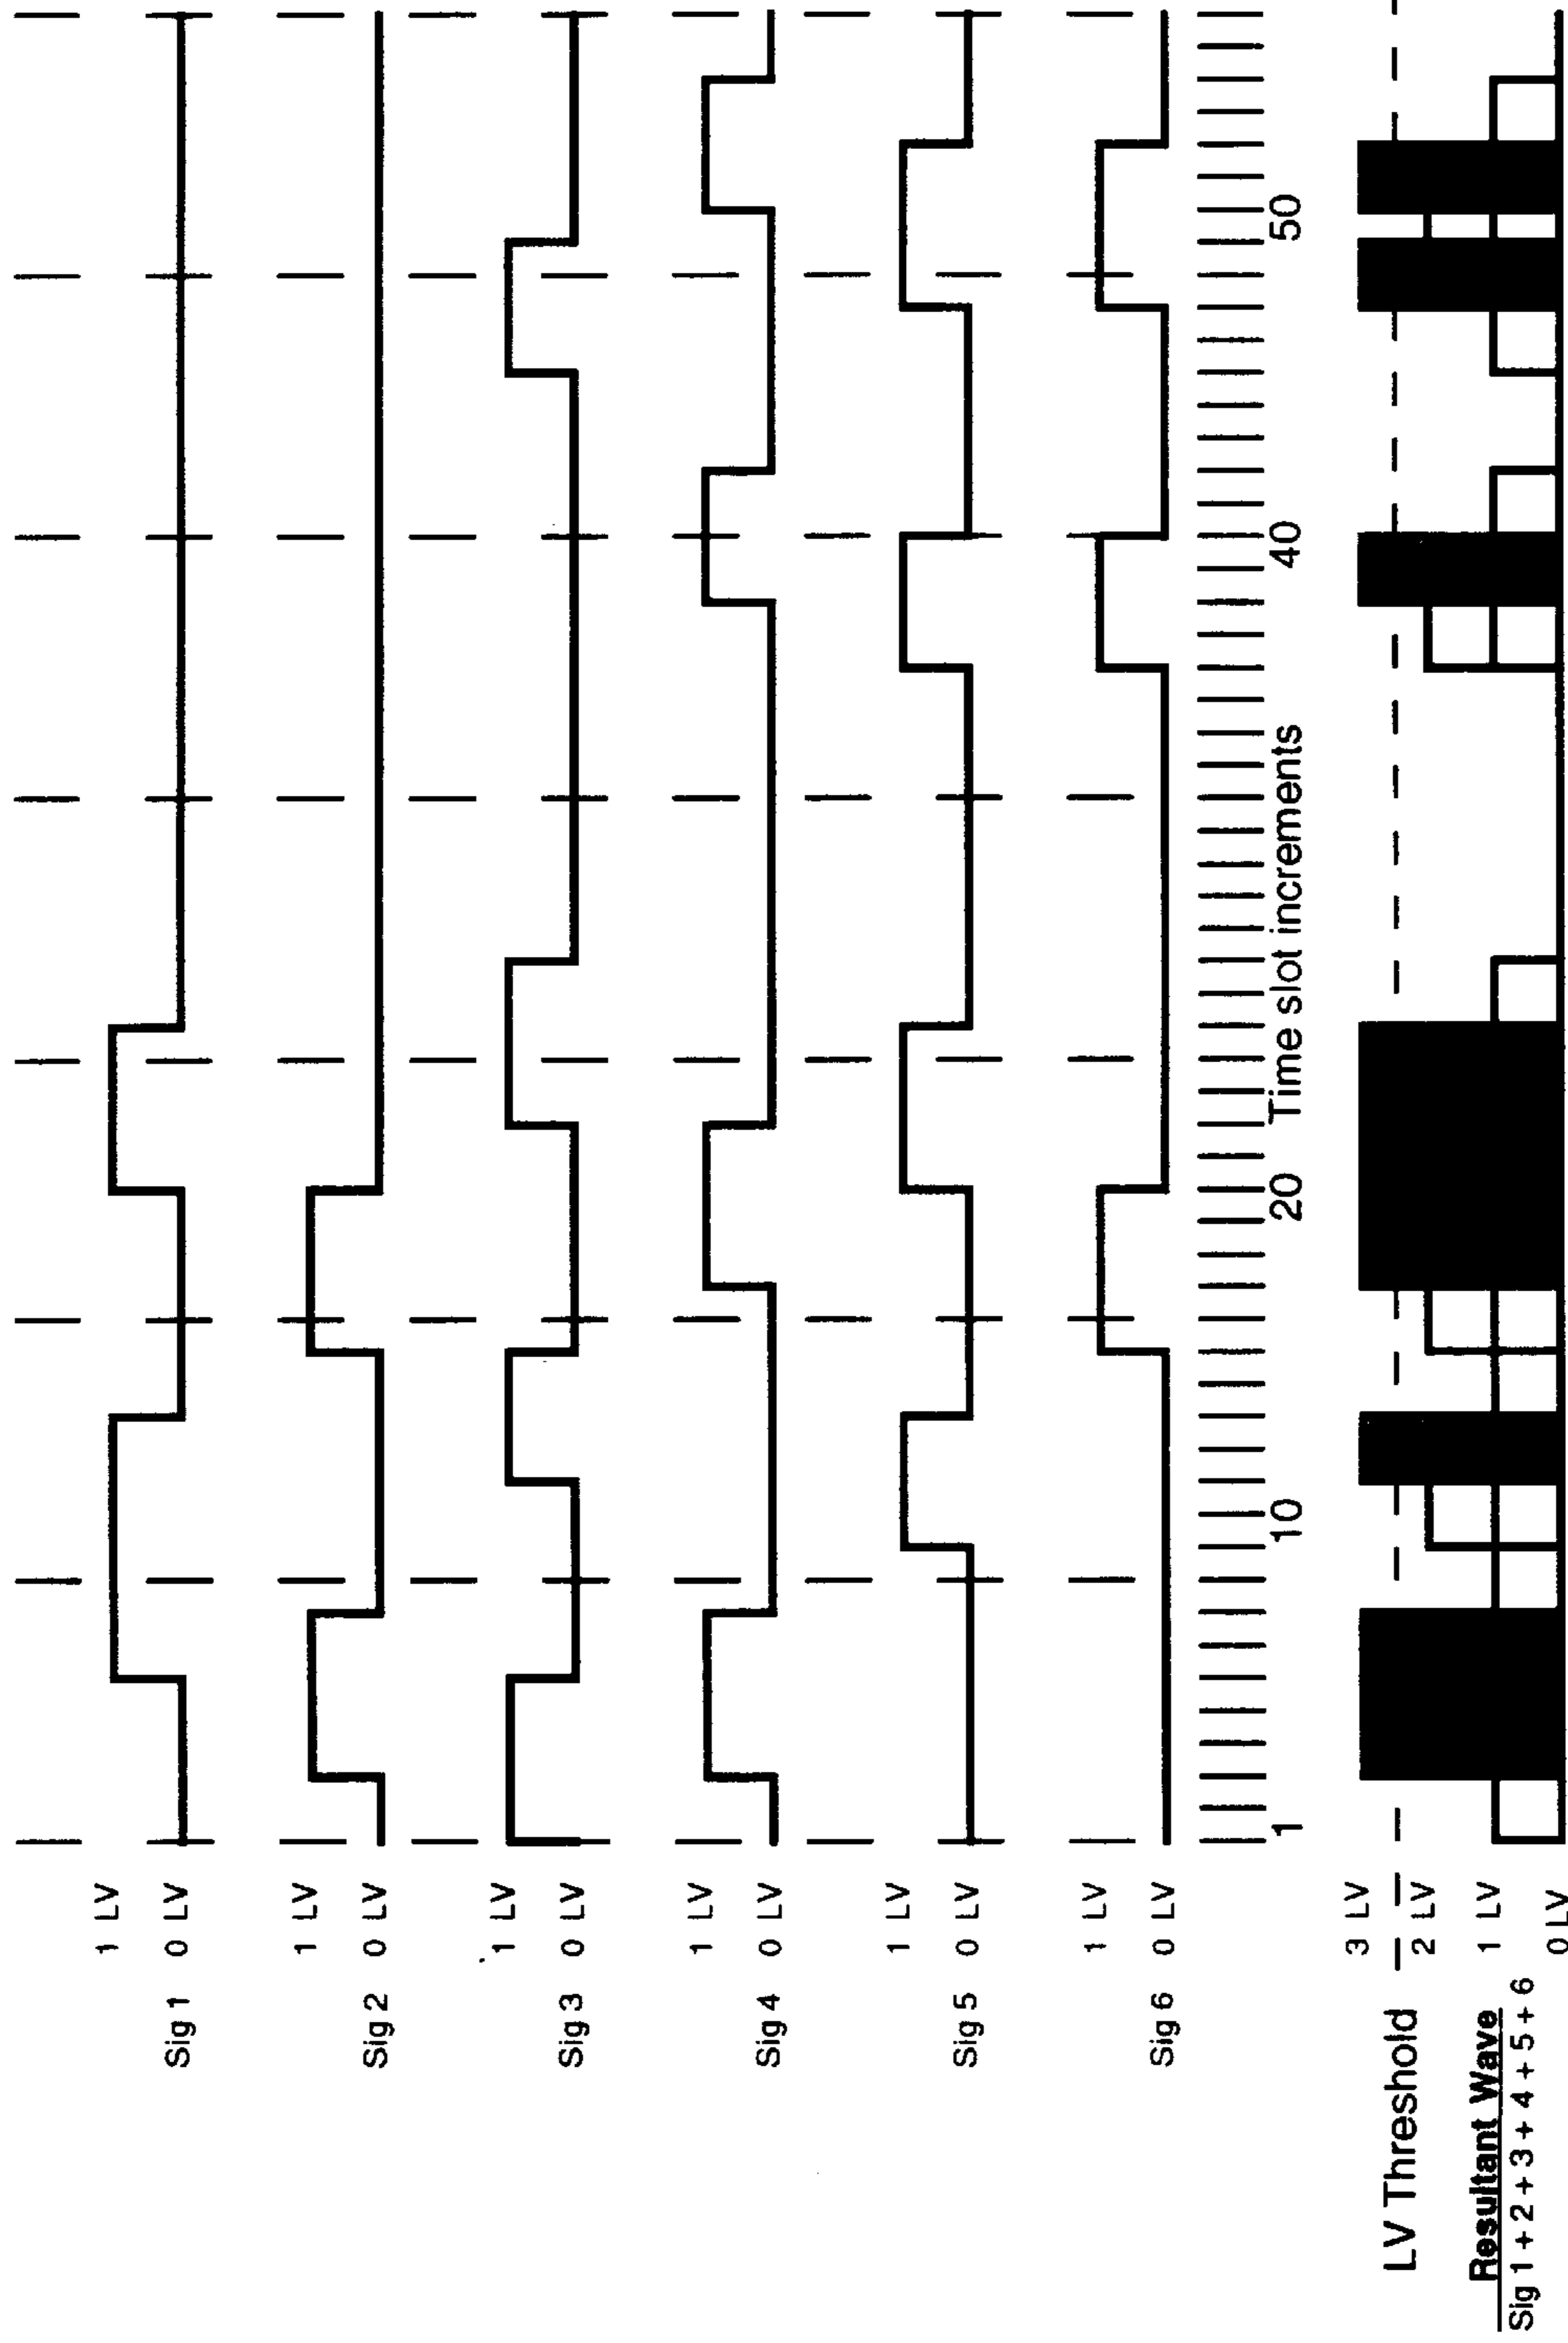 1 LV
Sig 1 0 LV
1 LV
Sig 2 0 LV
1 LV
Sig 3 0 LV
1 LV
Sig 4 0 LV
1 LV
Sig 5 0 LV
1 LV
Sig 6 0 LV
1 10 20 Time slot increments 40 50
3 LV
LV Threshold
2 LV
Resultant Wave 1 LV
Sig 1 + 2 + 3 + 4 + 5 + 6
0 LV